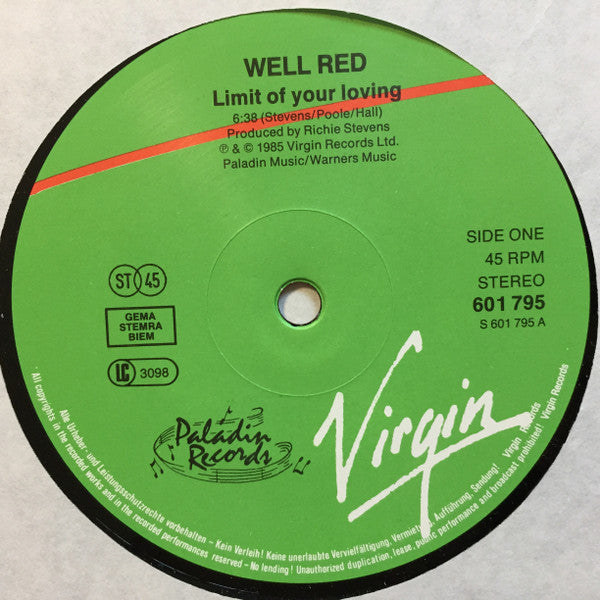 WELL RED
Limit of your loving
6:38 (Stevens/Poole/Hall)
Produced by Richie Stevens
℗ & © 1985 Virgin Records Ltd.
Paladin Music/Warners Music
SIDE ONE
45 RPM
STEREO
601 795
S 601 795 A
ST 45
GEMA
STEMRA
BIEM
LC 3098
Paladin
Records
Virgin
Alle Urheber- und Leistungsschutzrechte vorbehalten – Kein Verleih! Keine unerlaubte Vervielfältigung, Vermietung, Aufführung, Sendung! Virgin Records
All copyrights in the recorded works and in the recorded performances reserved – No lending! Unauthorized duplication, lease, public performance and broadcast prohibited! Virgin Records